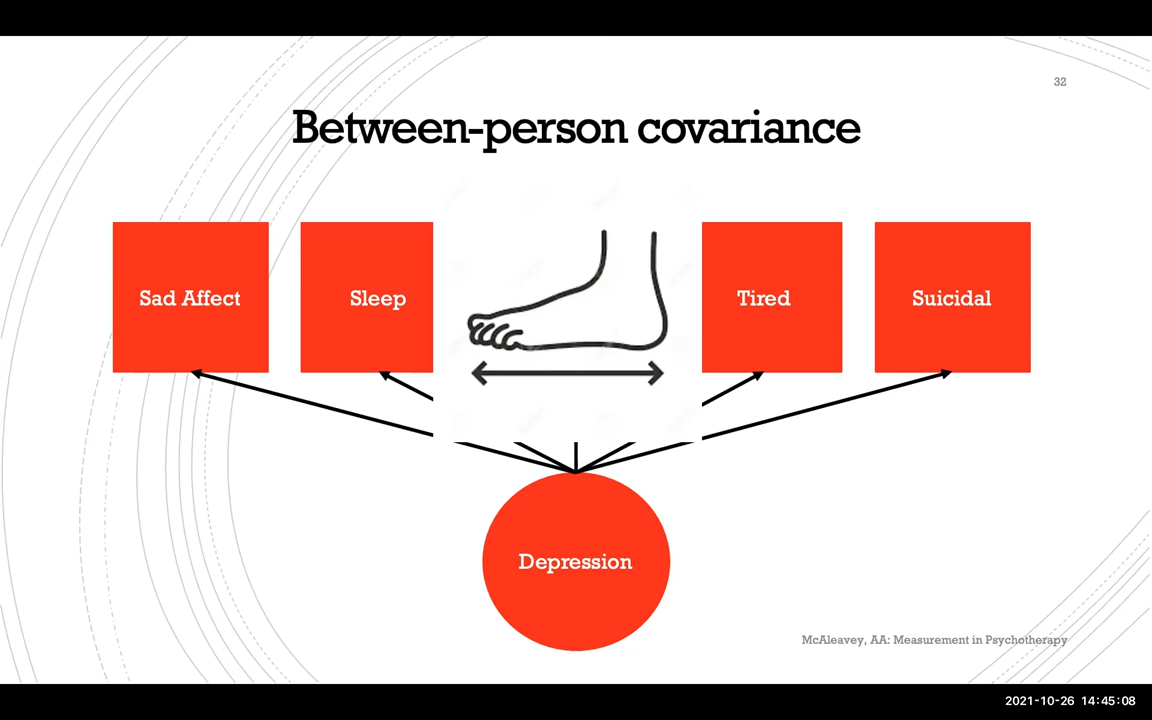 32
Between-person covariance
Sad Affect
Sleep
Tired
Suicidal
Depression
McAleavey, AA: Measurement in Psychotherapy
2021-10-26 14:45:08